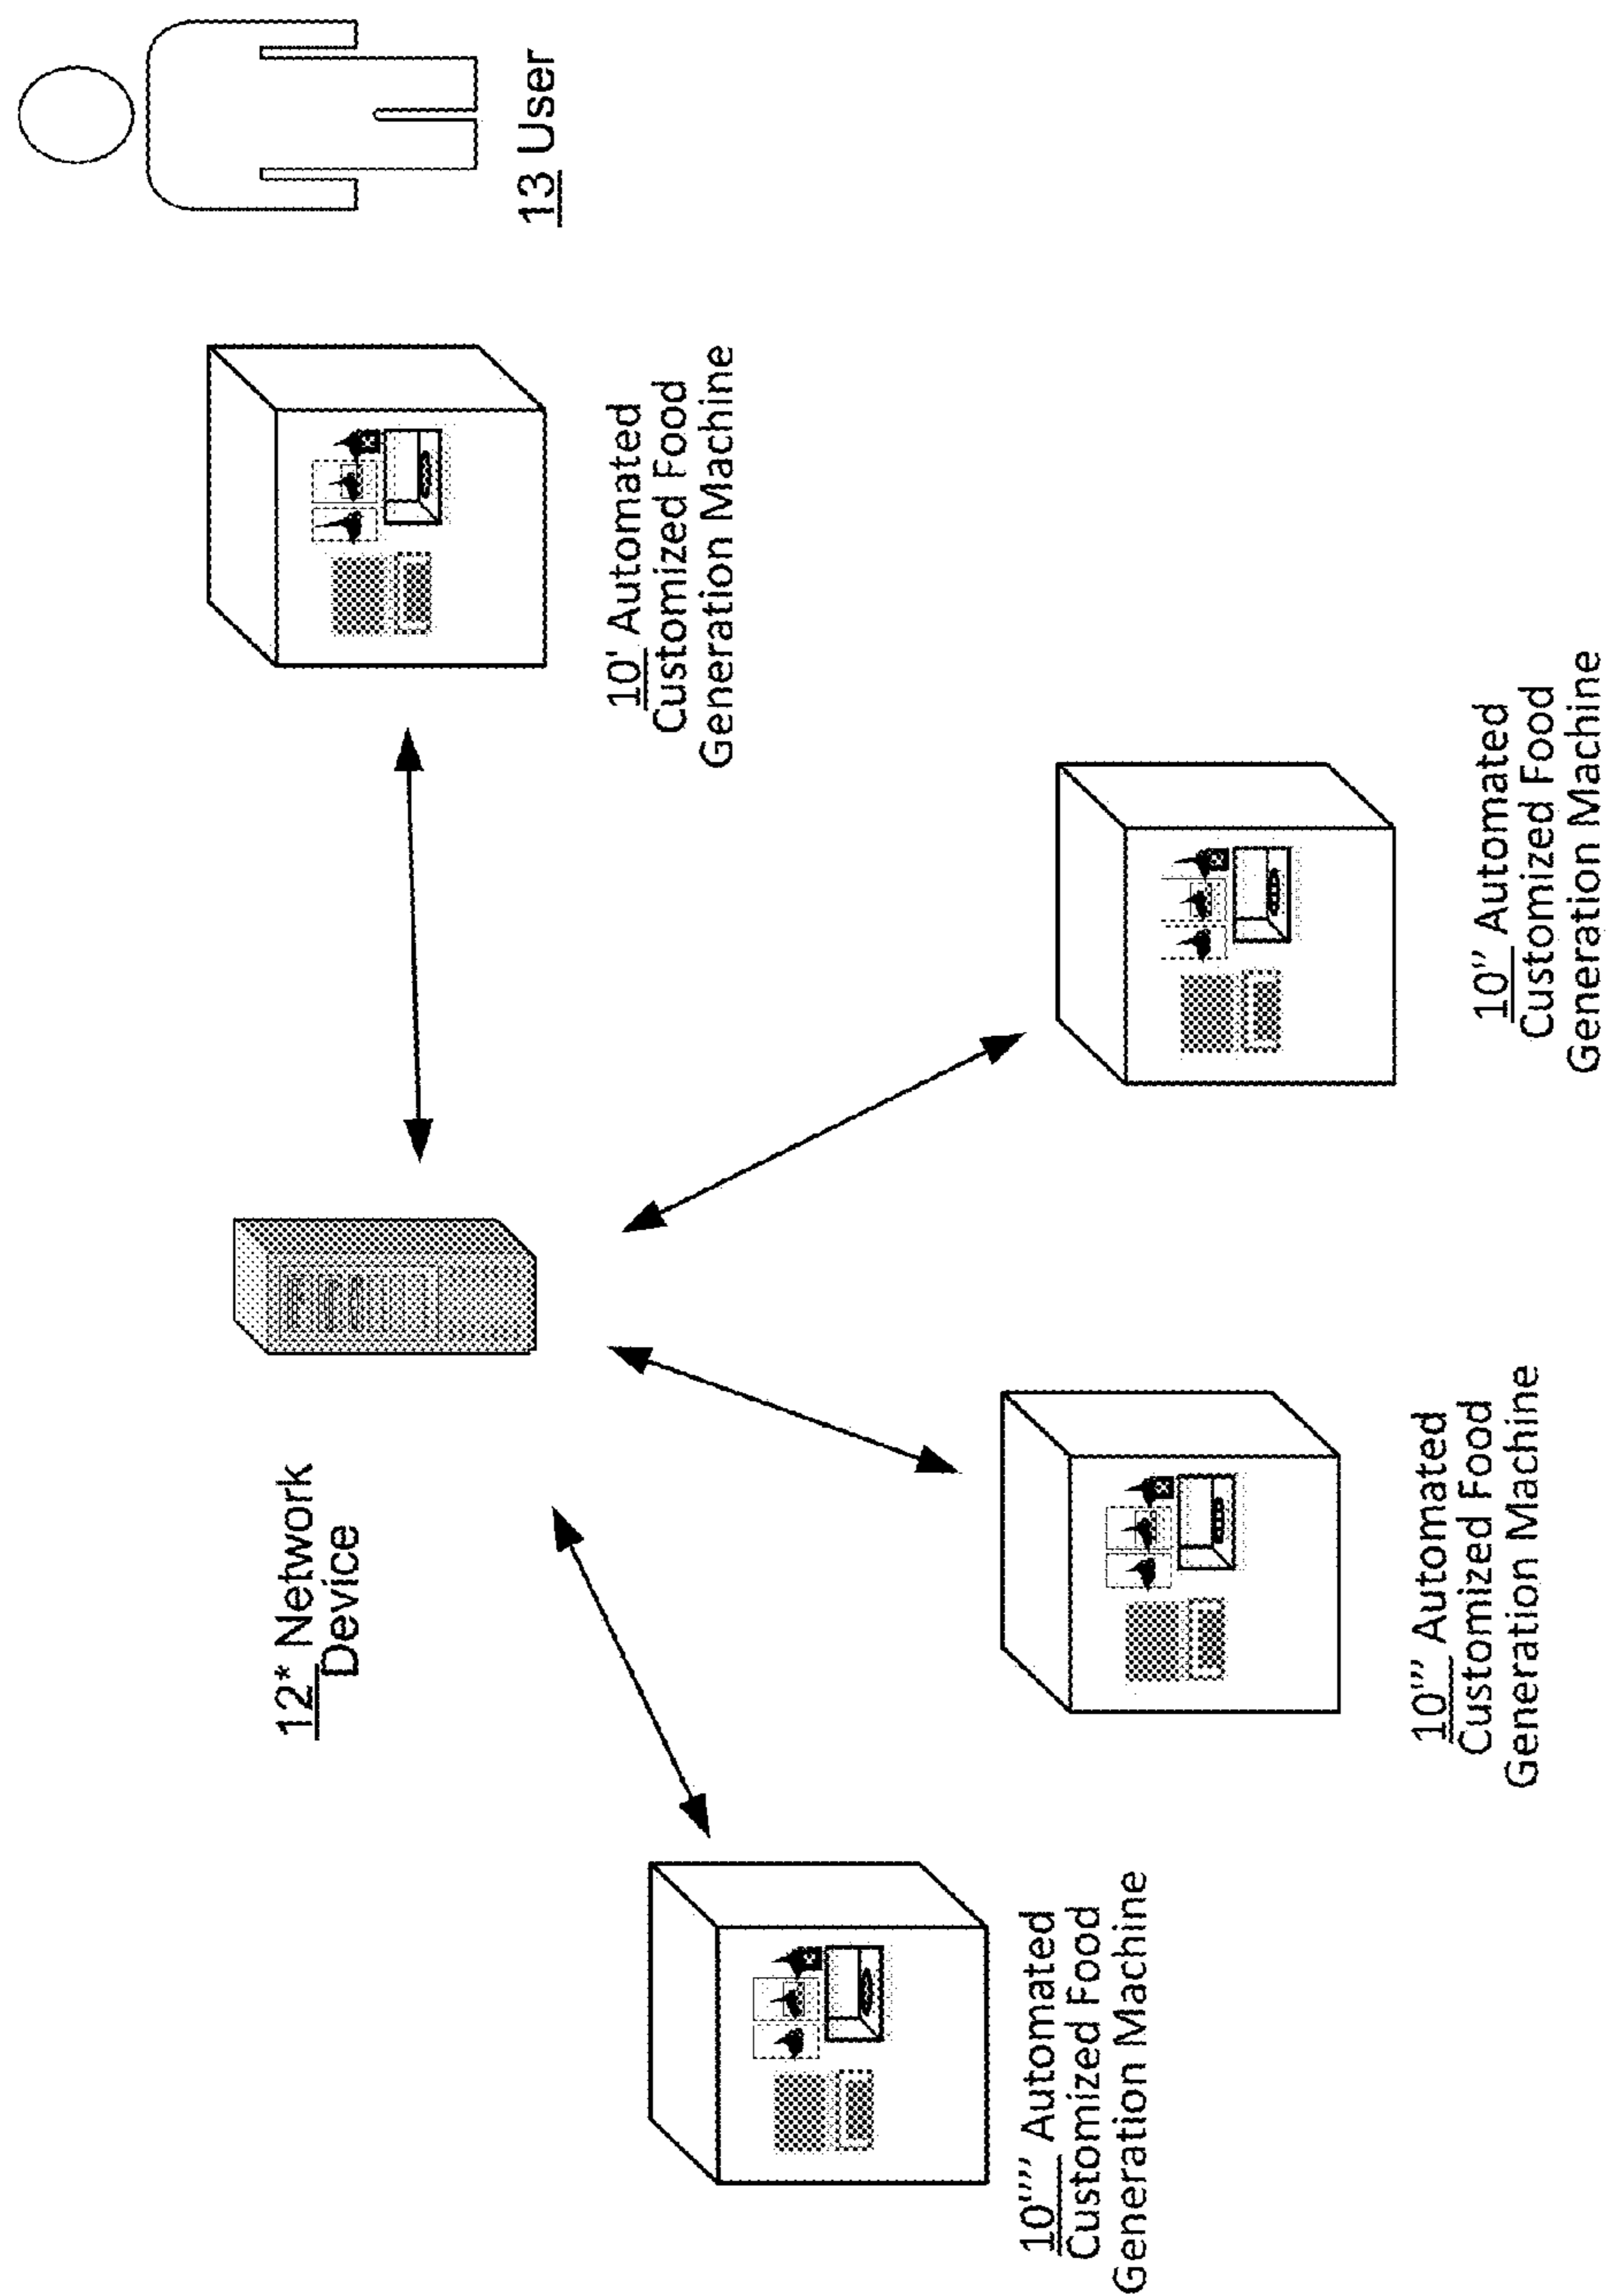 12* Network
Device
13 User
10' Automated
Customized Food
Generation Machine
10'''' Automated
Customized Food
Generation Machine
10''' Automated
Customized Food
Generation Machine
10'' Automated
Customized Food
Generation Machine